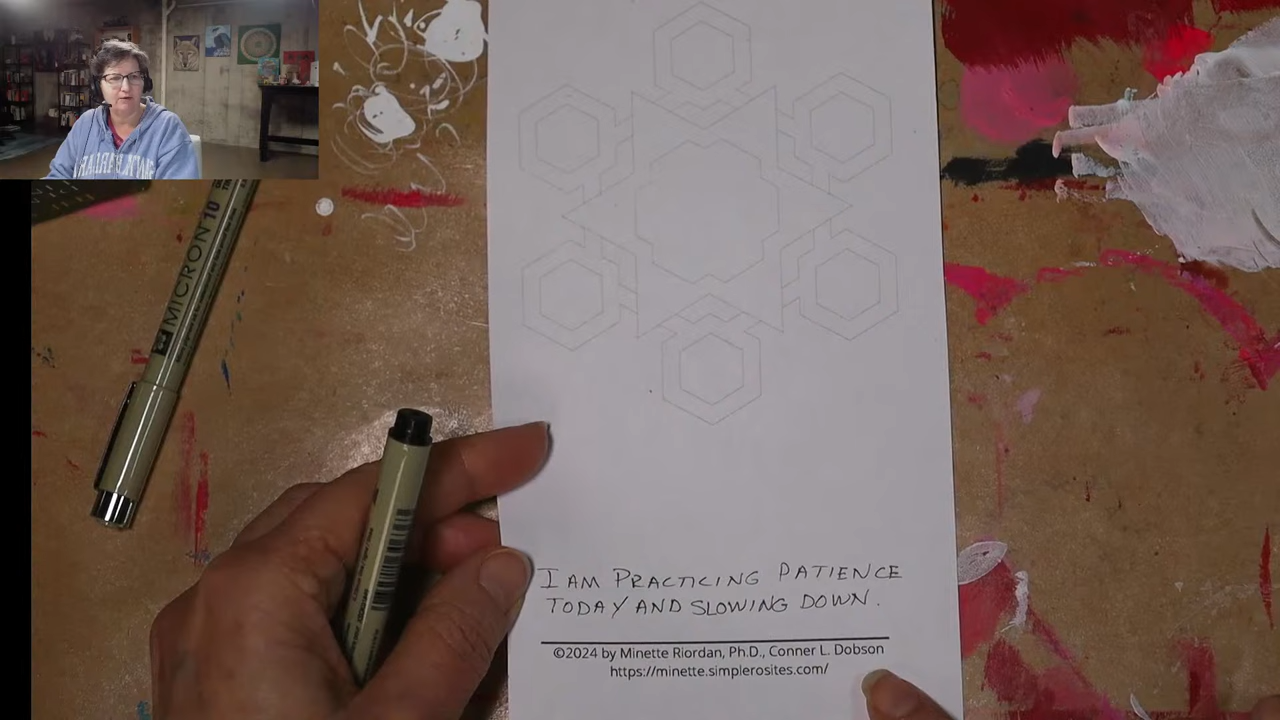 MICRON 10
I AM PRACTICING PATIENCE
TODAY AND SLOWING DOWN.
©2024 by Minette Riordan, Ph.D., Conner L. Dobson
https://minette.simplerosites.com/